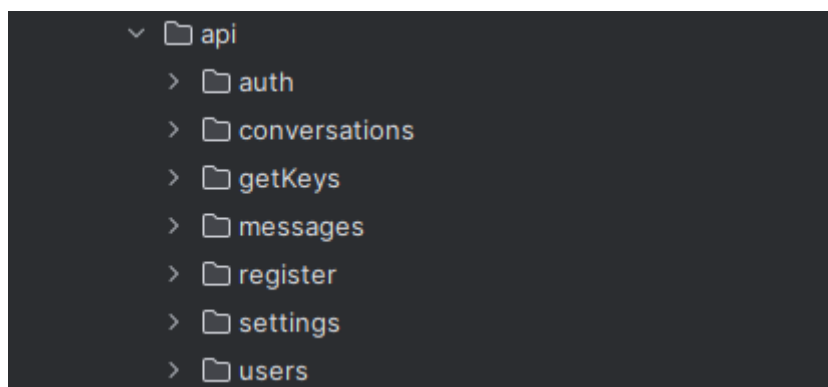 api
auth
conversations
getKeys
messages
register
settings
users